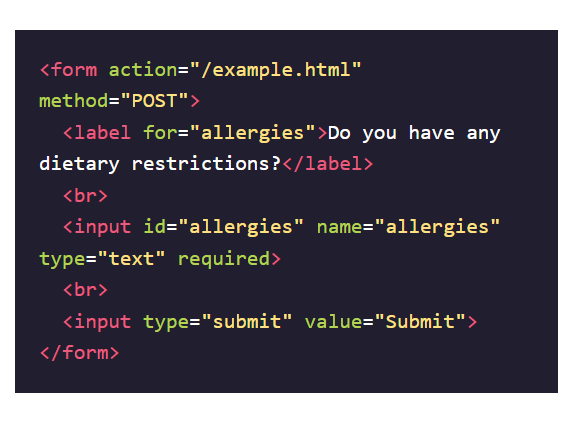 <form action="/example.html"
method="POST">
  <label for="allergies">Do you have any
dietary restrictions?</label>
  <br>
  <input id="allergies" name="allergies"
type="text" required>
  <br>
  <input type="submit" value="Submit">
</form>